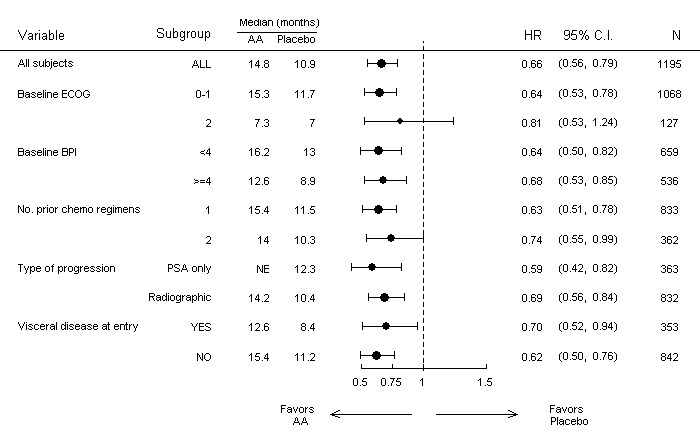 Median (months)
Variable Subgroup AA Placebo HR 95% C.I. N
All subjects ALL 14.8 10.9 0.66 (0.56, 0.79) 1195
Baseline ECOG 0-1 15.3 11.7 0.64 (0.53, 0.78) 1068
2 7.3 7 0.81 (0.53, 1.24) 127
Baseline BPI <4 16.2 13 0.64 (0.50, 0.82) 659
>=4 12.6 8.9 0.68 (0.53, 0.85) 536
No. prior chemo regimens 1 15.4 11.5 0.63 (0.51, 0.78) 833
2 14 10.3 0.74 (0.55, 0.99) 362
Type of progression PSA only NE 12.3 0.59 (0.42, 0.82) 363
Radiographic 14.2 10.4 0.69 (0.56, 0.84) 832
Visceral disease at entry YES 12.6 8.4 0.70 (0.52, 0.94) 353
NO 15.4 11.2 0.62 (0.50, 0.76) 842
0.5 0.75 1 1.5
Favors Favors
AA Placebo